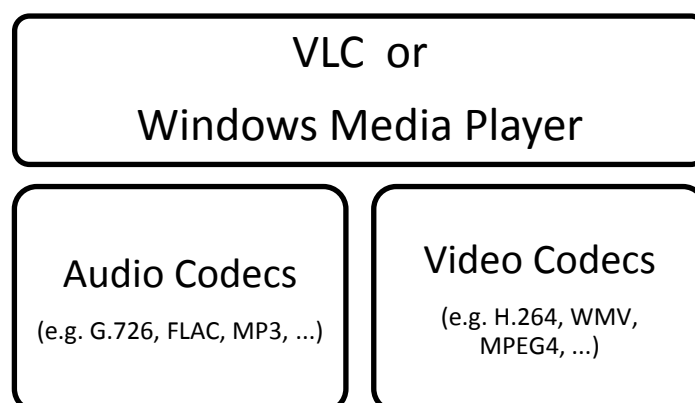 VLC or
Windows Media Player
Audio Codecs
(e.g. G.726, FLAC, MP3, ...)
Video Codecs
(e.g. H.264, WMV,
MPEG4, ...)